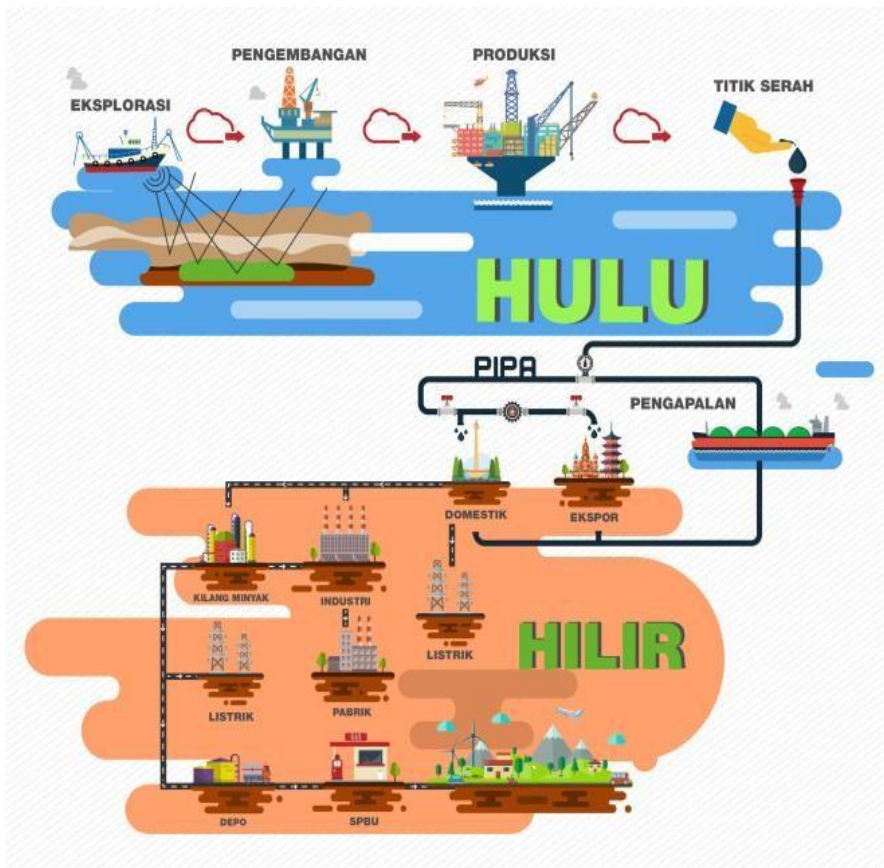 EKSPLORASI
PENGEMBANGAN
PRODUKSI
TITIK SERAH
HULU
PIPA
PENGAPALAN
DOMESTIK
EKSPOR
KILANG MINYAK
INDUSTRI
LISTRIK
HILIR
LISTRIK
PABRIK
DEPO
SPBU
GAS